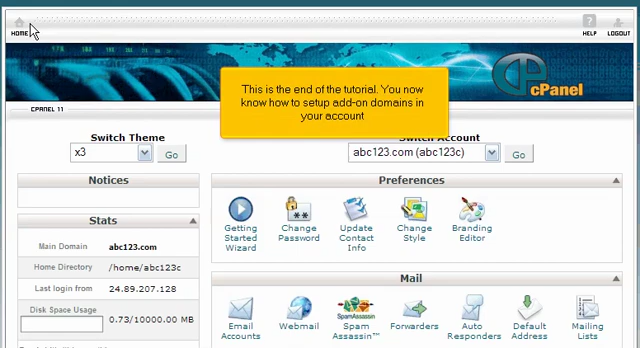 HOME
HELP
LOGOUT
cPanel
CPANEL 11
This is the end of the tutorial. You now
know how to setup add-on domains in
your account
Switch Theme
x3
Go
Switch Account
abc123.com (abc123c)
Go
Notices
Stats
Main Domain abc123.com
Home Directory /home/abc123c
Last login from 24.89.207.128
Disk Space Usage
0.73/10000.00 MB
Preferences
Getting
Started
Wizard
Change
Password
Update
Contact
Info
Change
Style
Branding
Editor
Mail
Email
Accounts
Webmail
SpamAssassin
Spam
Assassin™
Forwarders
Auto
Responders
Default
Address
Mailing
Lists